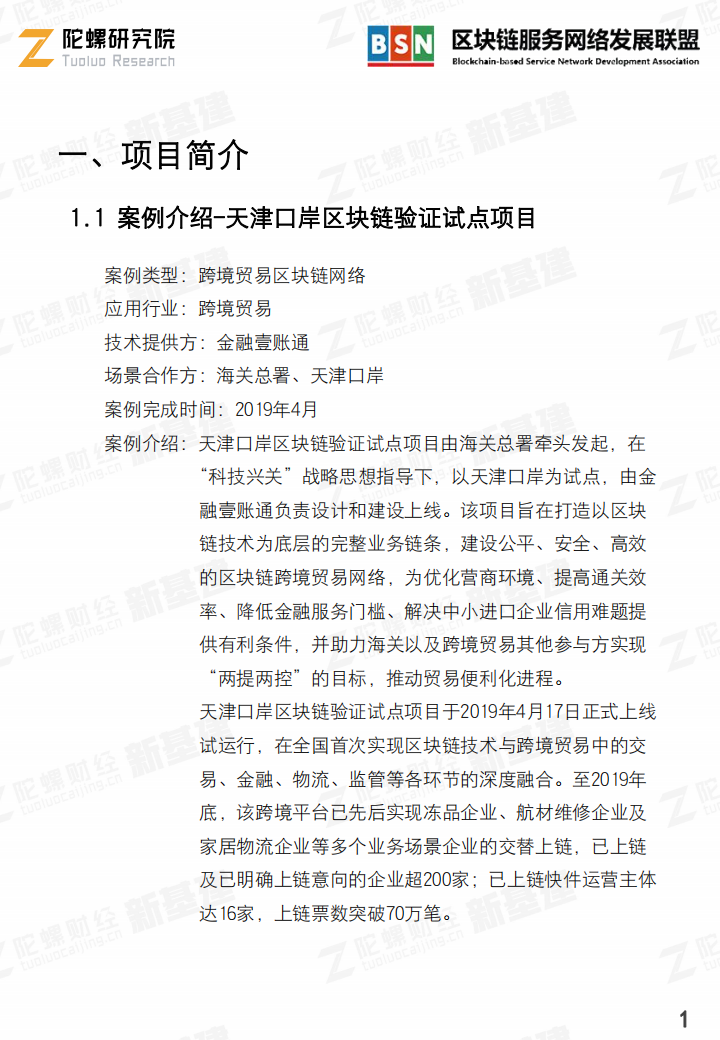 陀螺研究院
Tuoluo Research
BSN
区块链服务网络发展联盟
Blockchain-based Service Network Development Association
一、项目简介
1.1 案例介绍-天津口岸区块链验证试点项目
案例类型：跨境贸易区块链网络
应用行业：跨境贸易
技术提供方：金融壹账通
场景合作方：海关总署、天津口岸
案例完成时间：2019年4月
案例介绍：天津口岸区块链验证试点项目由海关总署牵头发起，在
“科技兴关”战略思想指导下，以天津口岸为试点，由金
融壹账通负责设计和建设上线。该项目旨在打造以区块
链技术为底层的完整业务链条，建设公平、安全、高效
的区块链跨境贸易网络，为优化营商环境、提高通关效
率、降低金融服务门槛、解决中小进口企业信用难题提
供有利条件，并助力海关以及跨境贸易其他参与方实现
“两提两控”的目标，推动贸易便利化进程。
天津口岸区块链验证试点项目于2019年4月17日正式上线
试运行，在全国首次实现区块链技术与跨境贸易中的交
易、金融、物流、监管等各环节的深度融合。至2019年
底，该跨境平台已先后实现冻品企业、航材维修企业及
家居物流企业等多个业务场景企业的交替上链，已上链
及已明确上链意向的企业超200家；已上链快件运营主体
达16家，上链票数突破70万笔。
陀螺财经
tuoluocaijing.cn
新基建
1